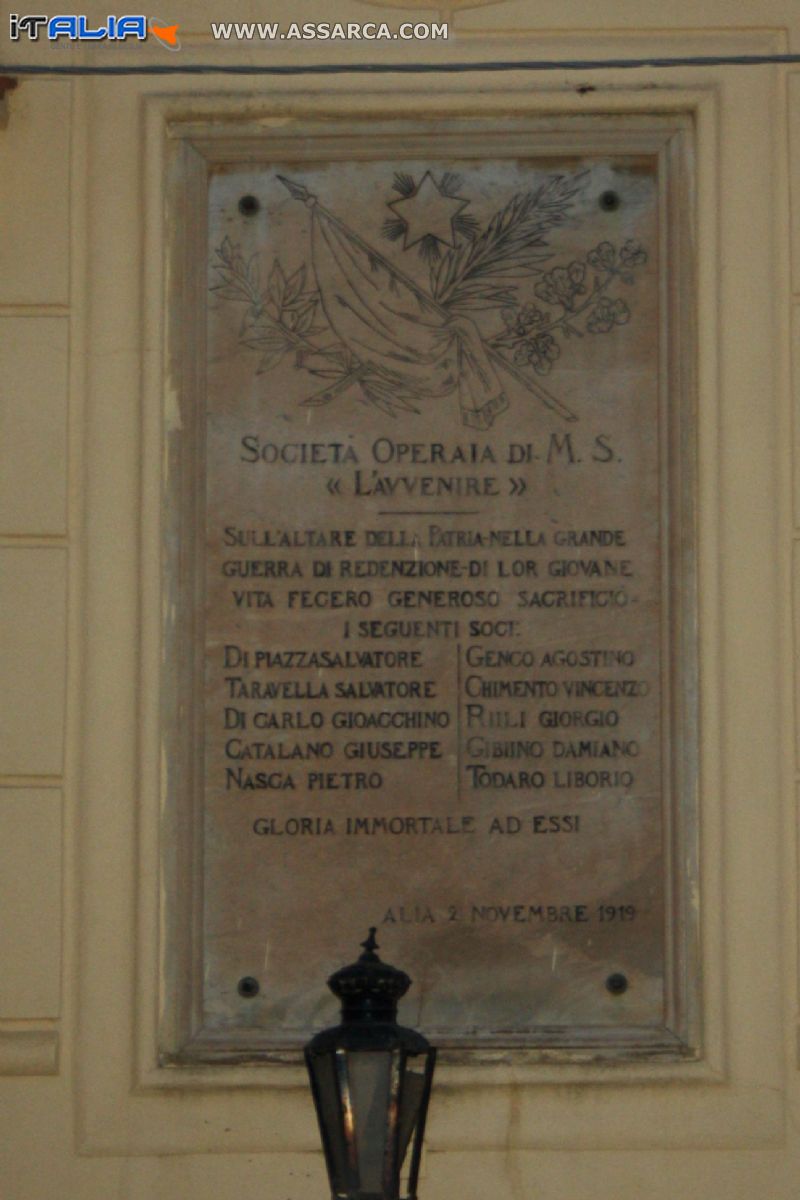 iTALIA
WWW.ASSARCA.COM
SOCIETÀ OPERAIA DI M. S.
« L'AVVENIRE »
SULL'ALTARE DELLA PATRIA-NELLA GRANDE
GUERRA DI REDENZIONE-DI LOR GIOVANE
VITA FECERO GENEROSO SACRIFICIO-
I SEGUENTI SOCI
DI PIAZZA SALVATORE GENCO AGOSTINO
TARAVELLA SALVATORE CHIMENTO VINCENZO
DI CARLO GIOACCHINO RIILI GIORGIO
CATALANO GIUSEPPE GIBIINO DAMIANO
NASCA PIETRO TODARO LIBORIO
GLORIA IMMORTALE AD ESSI
ALIA 2 NOVEMBRE 1919